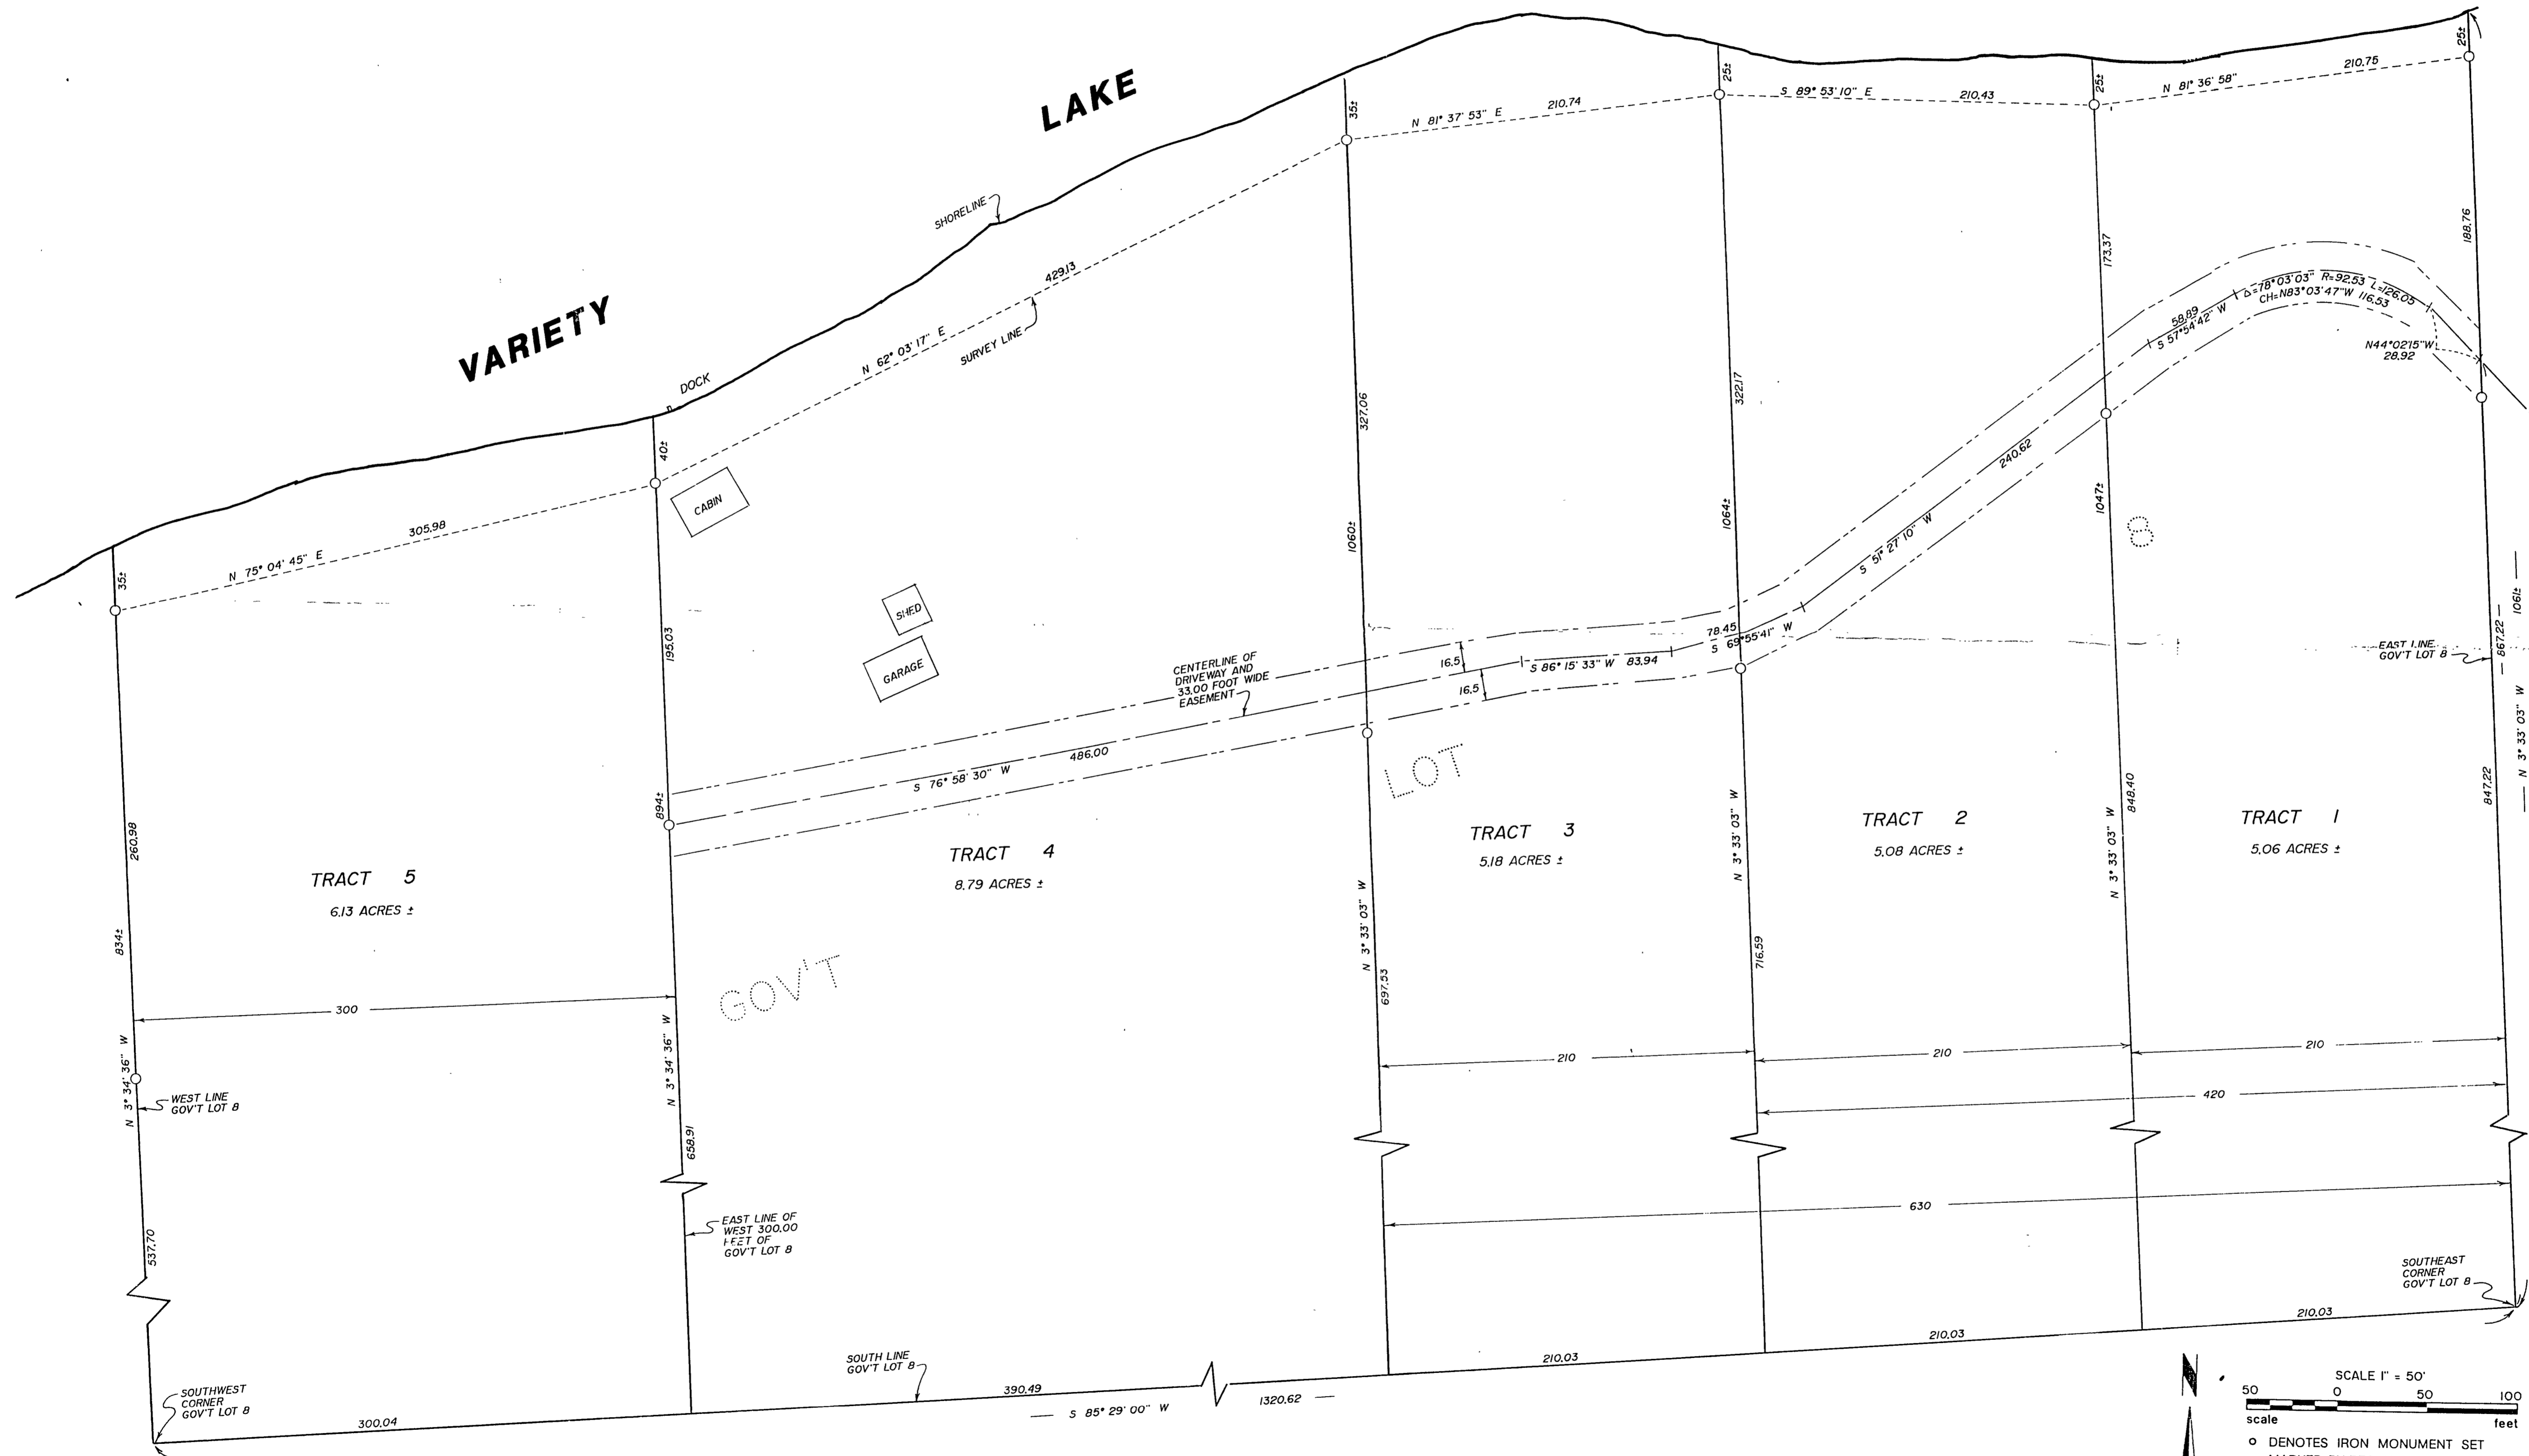 VARIETY
LAKE
SHORELINE
DOCK
SURVEY LINE
N 75° 04' 45" E
305.98
N 62° 03' 17" E
429.13
N 81° 37' 53" E
210.74
S 89° 53' 10" E
210.43
N 81° 36' 58"
210.75
35±
40±
35±
25±
25±
25±
CABIN
SHED
GARAGE
CENTERLINE OF
DRIVEWAY AND
33.00 FOOT WIDE
EASEMENT
S 76° 58' 30" W
486.00
16.5
16.5
S 86° 15' 33" W 83.94
78.45
S 69°55'41" W
S 51° 27' 10" W
240.62
58.89
S 57°54'42" W
Δ=78°03'03" R=92.53 L=126.05
CH=N83°03'47"W 116.53
N44°02'15"W
28.92
260.98
834±
N 3° 34' 36" W
537.70
195.03
894±
N 3° 34' 36" W
658.91
327.06
1060±
N 3° 33' 03" W
697.53
322.17
1064±
N 3° 33' 03" W
716.59
173.37
1047±
848.40
N 3° 33' 03" W
188.76
847.22
867.22
1061±
N 3° 33' 03" W
EAST LINE
GOV'T LOT 8
GOV'T
LOT
8
TRACT 5
6.13 ACRES ±
TRACT 4
8.79 ACRES ±
TRACT 3
5.18 ACRES ±
TRACT 2
5.08 ACRES ±
TRACT 1
5.06 ACRES ±
300
210
210
210
420
630
WEST LINE
GOV'T LOT 8
EAST LINE OF
WEST 300.00
FEET OF
GOV'T LOT 8
SOUTHEAST
CORNER
GOV'T LOT 8
SOUTH LINE
GOV'T LOT 8
SOUTHWEST
CORNER
GOV'T LOT 8
300.04
390.49
210.03
210.03
210.03
S 85° 29' 00" W
1320.62
N
SCALE 1" = 50'
50 0 50 100
scale feet
o DENOTES IRON MONUMENT SET